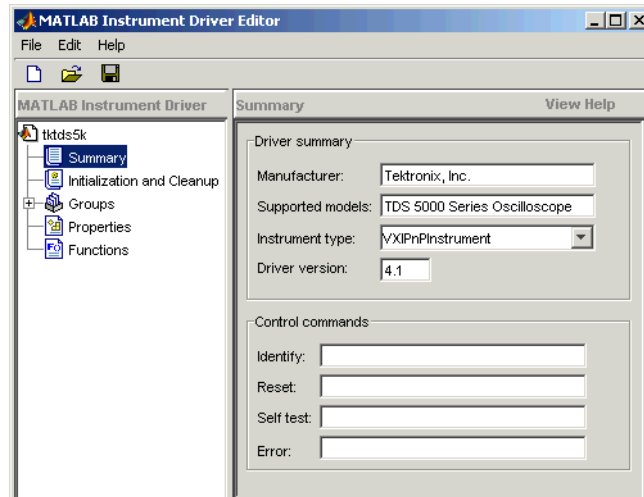 MATLAB Instrument Driver Editor
File Edit Help
MATLAB Instrument Driver
Summary View Help
tktds5k
Summary
Initialization and Cleanup
Groups
Properties
Functions
Driver summary
Manufacturer: Tektronix, Inc.
Supported models: TDS 5000 Series Oscilloscope
Instrument type: VXIPnPInstrument
Driver version: 4.1
Control commands
Identify:
Reset:
Self test:
Error: